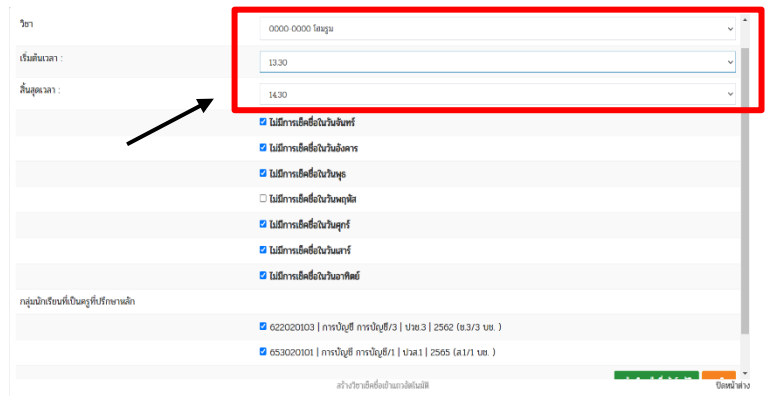 วิชา
0000-0000 โฮมรูม
เริ่มต้นเวลา :
13.30
สิ้นสุดเวลา :
14.30
ไม่มีการเช็คชื่อในวันจันทร์
ไม่มีการเช็คชื่อในวันอังคาร
ไม่มีการเช็คชื่อในวันพุธ
ไม่มีการเช็คชื่อในวันพฤหัส
ไม่มีการเช็คชื่อในวันศุกร์
ไม่มีการเช็คชื่อในวันเสาร์
ไม่มีการเช็คชื่อในวันอาทิตย์
กลุ่มนักเรียนที่เป็นครูที่ปรึกษาหลัก
622020103 | การบัญชี การบัญชี/3 | ปวช.3 | 2562 (ช.3/3 บช. )
653020101 | การบัญชี การบัญชี/1 | ปวส.1 | 2565 (ส.1/1 บช. )
สร้างวิชาเช็คชื่อเข้าแถวอัตโนมัติ
ปิดหน้าต่าง